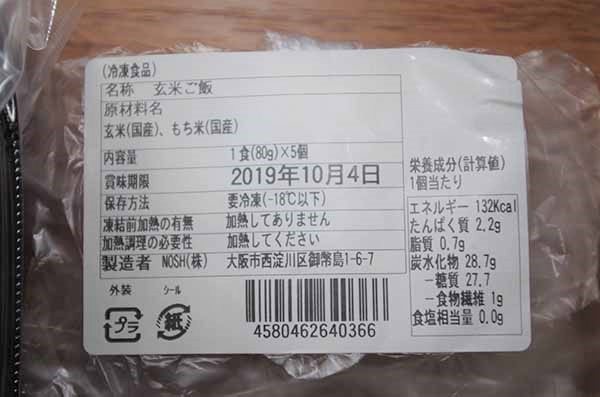 (冷凍食品)
名称 玄米ご飯
原材料名
玄米(国産)、もち米(国産)
内容量 1食(80g)×5個
賞味期限 2019年10月4日
保存方法 要冷凍(-18℃以下)
凍結前加熱の有無 加熱してありません
加熱調理の必要性 加熱してください
製造者 NOSH(株) 大阪市西淀川区御幣島1-6-7
外装 シール
プラ 紙
4580462640366
栄養成分(計算値)
1個当たり
エネルギー 132Kcal
たんぱく質 2.2g
脂質 0.7g
炭水化物 28.7g
－糖質 27.7
－食物繊維 1g
食塩相当量 0.0g